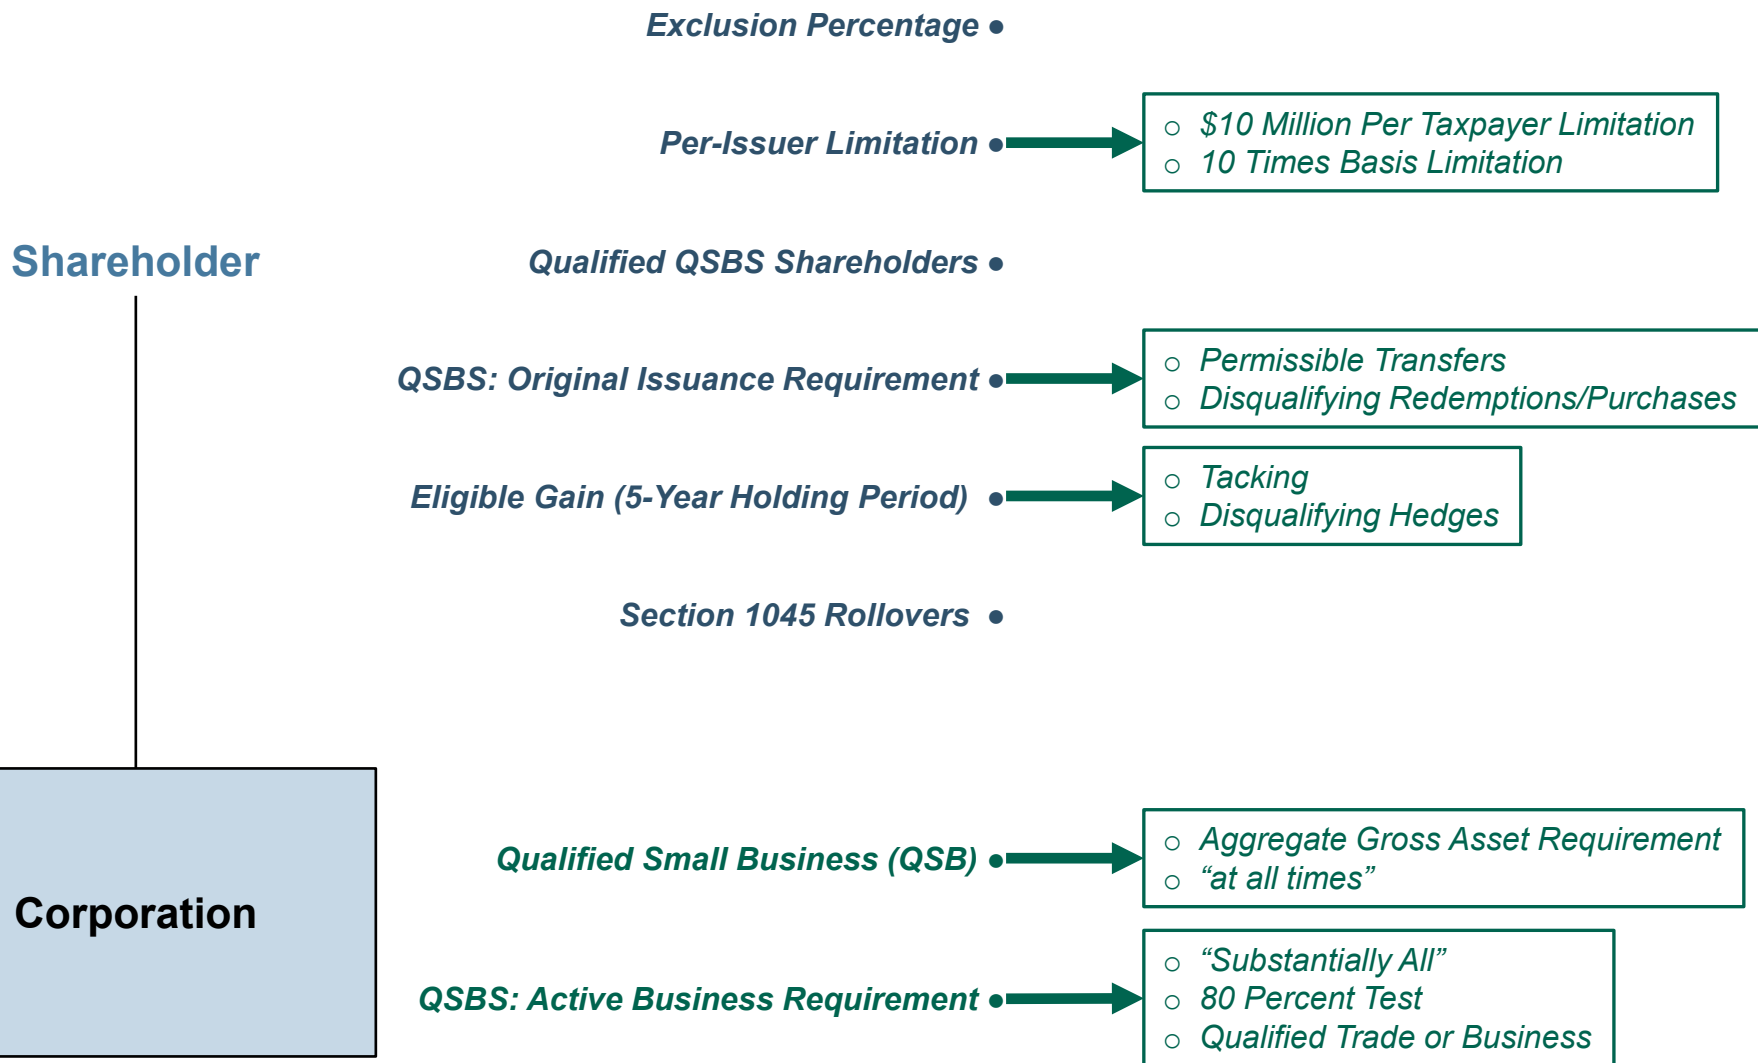 Exclusion Percentage ●
Per-Issuer Limitation ●
○ $10 Million Per Taxpayer Limitation
○ 10 Times Basis Limitation
Shareholder
Qualified QSBS Shareholders ●
QSBS: Original Issuance Requirement ●
○ Permissible Transfers
○ Disqualifying Redemptions/Purchases
Eligible Gain (5-Year Holding Period) ●
○ Tacking
○ Disqualifying Hedges
Section 1045 Rollovers ●
Corporation
Qualified Small Business (QSB) ●
○ Aggregate Gross Asset Requirement
○ “at all times”
QSBS: Active Business Requirement ●
○ “Substantially All”
○ 80 Percent Test
○ Qualified Trade or Business